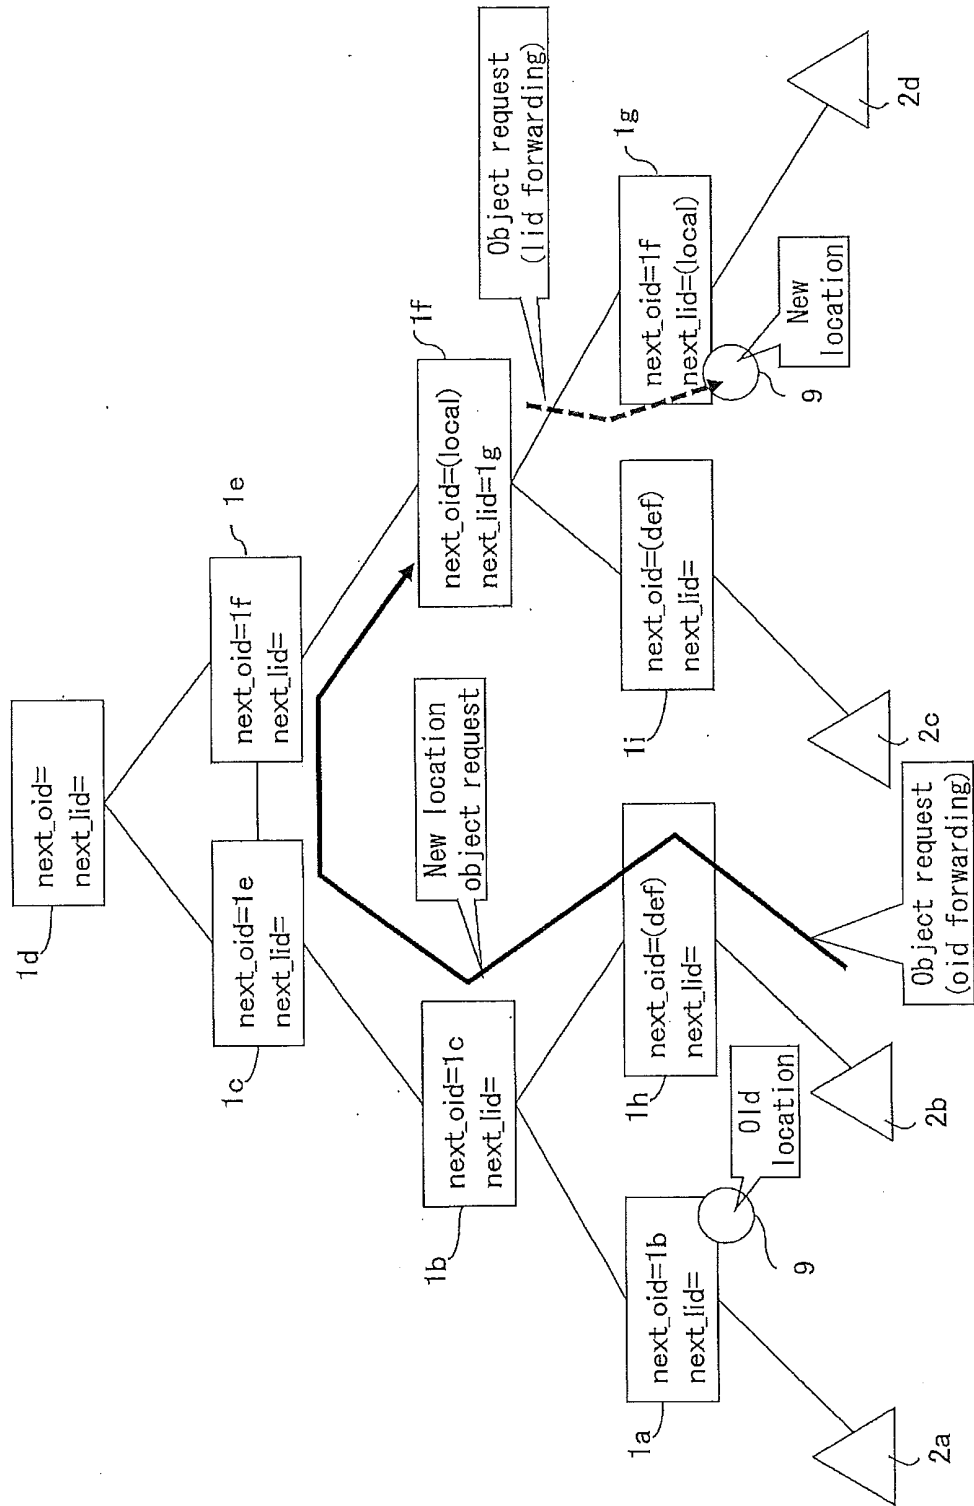 1d
next_oid=
next_lid=
1c
next_oid=1e
next_lid=
1e
next_oid=1f
next_lid=
1b
next_oid=1c
next_lid=
New location
object request
1f
next_oid=(local)
next_lid=1g
Object request
(lid forwarding)
1a
next_oid=1b
next_lid=
1h
next_oid=(def)
next_lid=
1i
next_oid=(def)
next_lid=
1g
next_oid=1f
next_lid=(local)
9
Old
location
9
New
location
2a
2b
Object request
(oid forwarding)
2c
2d